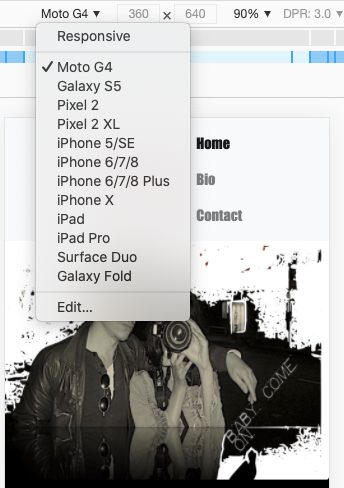 Moto G4 ▾ 360 × 640 90% ▾ DPR: 3.0 ▾
Responsive
✓ Moto G4
Galaxy S5
Pixel 2
Pixel 2 XL
iPhone 5/SE
iPhone 6/7/8
iPhone 6/7/8 Plus
iPhone X
iPad
iPad Pro
Surface Duo
Galaxy Fold
Edit...
Home
Bio
Contact
BABY COME
ON